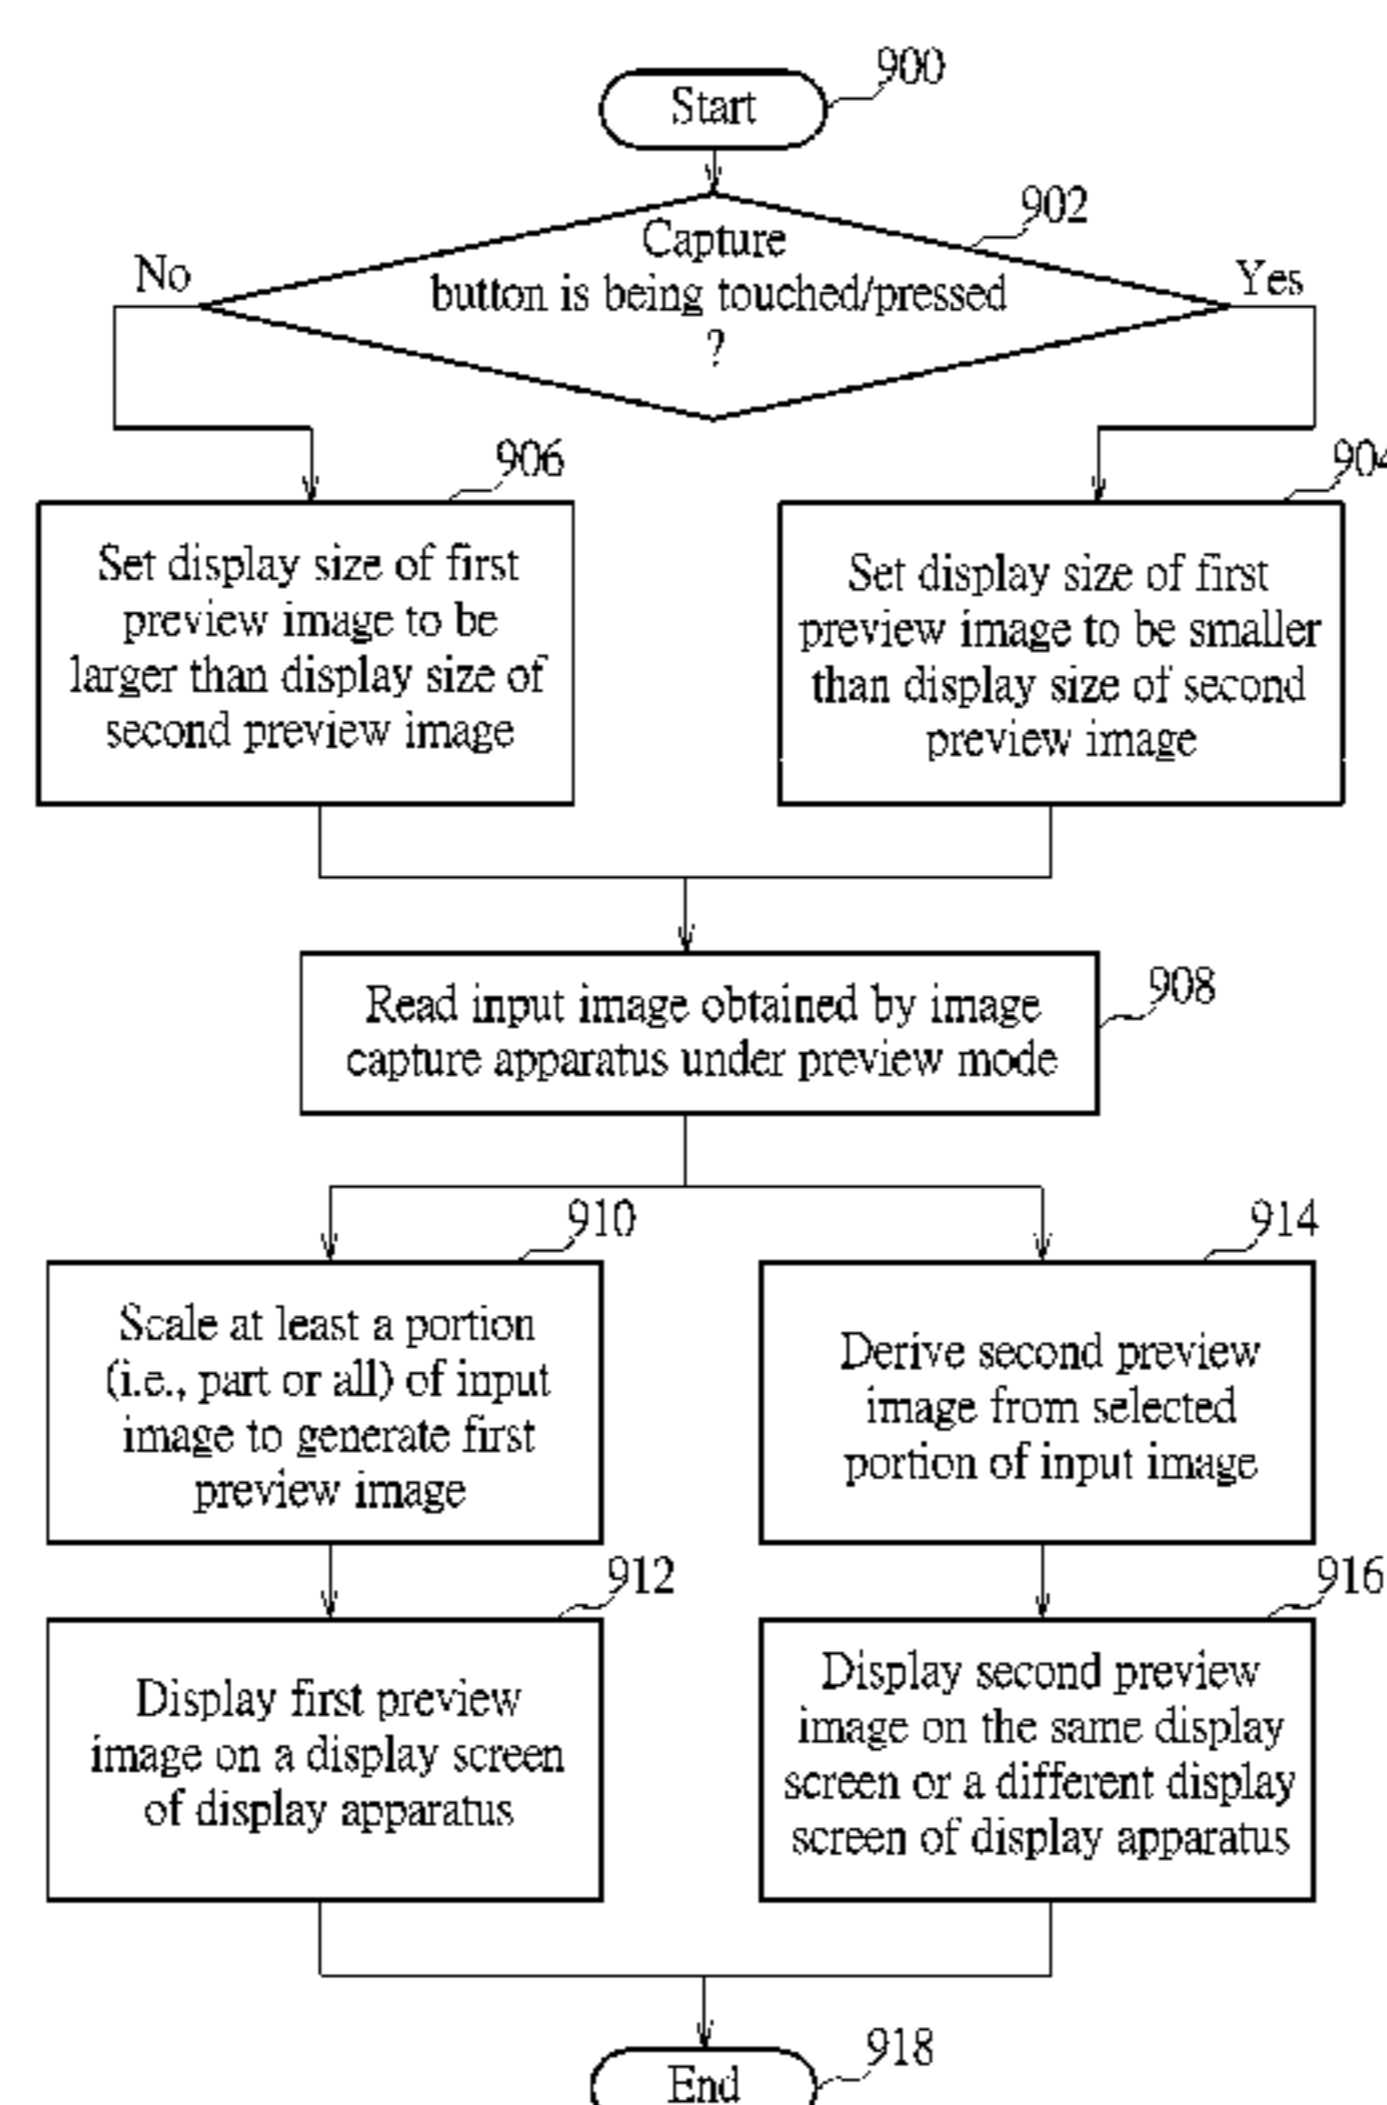 900
Start
902
Capture
button is being touched/pressed
?
No
Yes
906
Set display size of first
preview image to be
larger than display size of
second preview image
904
Set display size of first
preview image to be smaller
than display size of second
preview image
908
Read input image obtained by image
capture apparatus under preview mode
910
Scale at least a portion
(i.e., part or all) of input
image to generate first
preview image
914
Derive second preview
image from selected
portion of input image
912
Display first preview
image on a display screen
of display apparatus
916
Display second preview
image on the same display
screen or a different display
screen of display apparatus
918
End